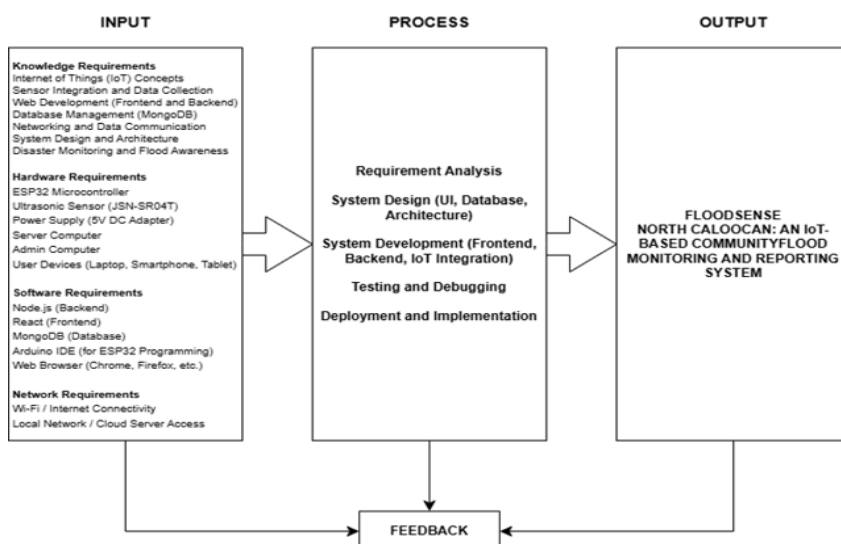 INPUT
PROCESS
OUTPUT
Knowledge Requirements
Internet of Things (IoT) Concepts
Sensor Integration and Data Collection
Web Development (Frontend and Backend)
Database Management (MongoDB)
Networking and Data Communication
System Design and Architecture
Disaster Monitoring and Flood Awareness
Hardware Requirements
ESP32 Microcontroller
Ultrasonic Sensor (JSN-SR04T)
Power Supply (5V DC Adapter)
Server Computer
Admin Computer
User Devices (Laptop, Smartphone, Tablet)
Software Requirements
Node.js (Backend)
React (Frontend)
MongoDB (Database)
Arduino IDE (for ESP32 Programming)
Web Browser (Chrome, Firefox, etc.)
Network Requirements
Wi-Fi / Internet Connectivity
Local Network / Cloud Server Access
Requirement Analysis
System Design (UI, Database,
Architecture)
System Development (Frontend,
Backend, IoT Integration)
Testing and Debugging
Deployment and Implementation
FLOODSENSE
NORTH CALOOCAN: AN IoT-
BASED COMMUNITYFLOOD
MONITORING AND REPORTING
SYSTEM
FEEDBACK